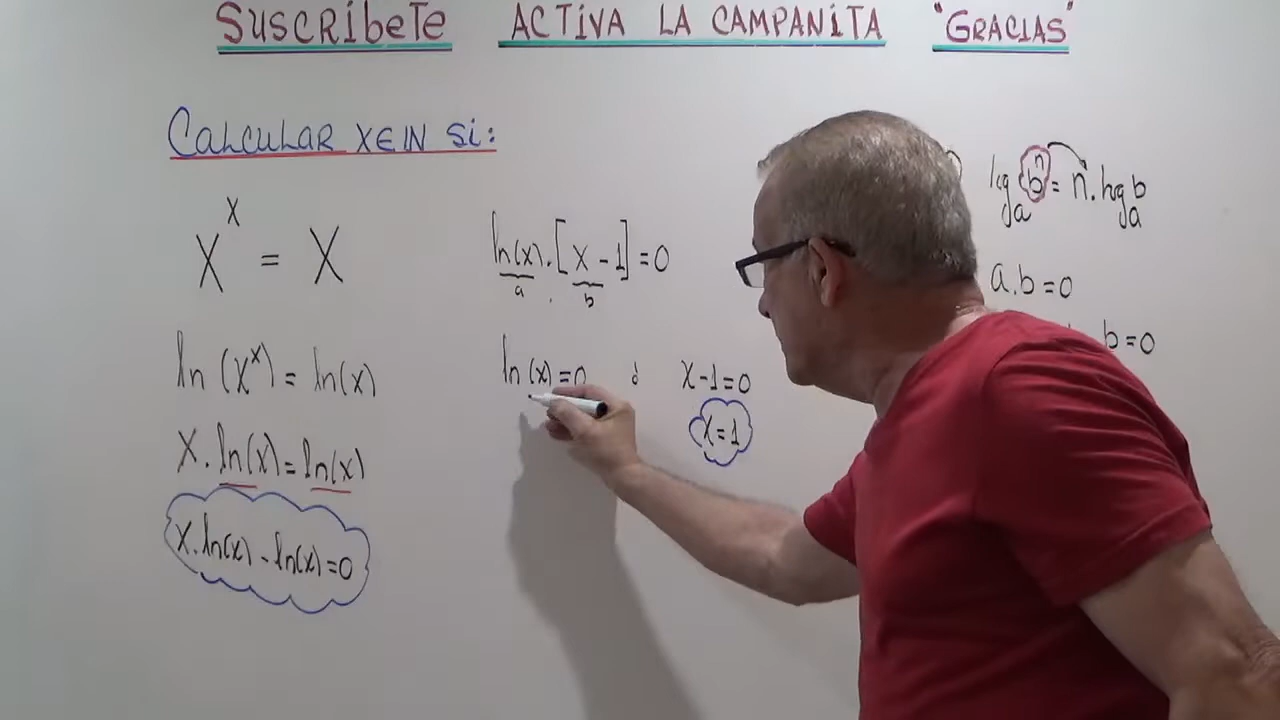 SUSCRIBETE ACTIVA LA CAMPANITA "GRACIAS"
CALCULAR X∈IN Si:
X^X = X
ln(X^x) = ln(x)
X. ln(x) = ln(x)
X. ln(x) - ln(x) = 0
ln(x). [X - 1] = 0
a . b
ln(x) = 0 ó X - 1 = 0
X = 1
log_a b^n = n. log_a b
a.b = 0
b = 0